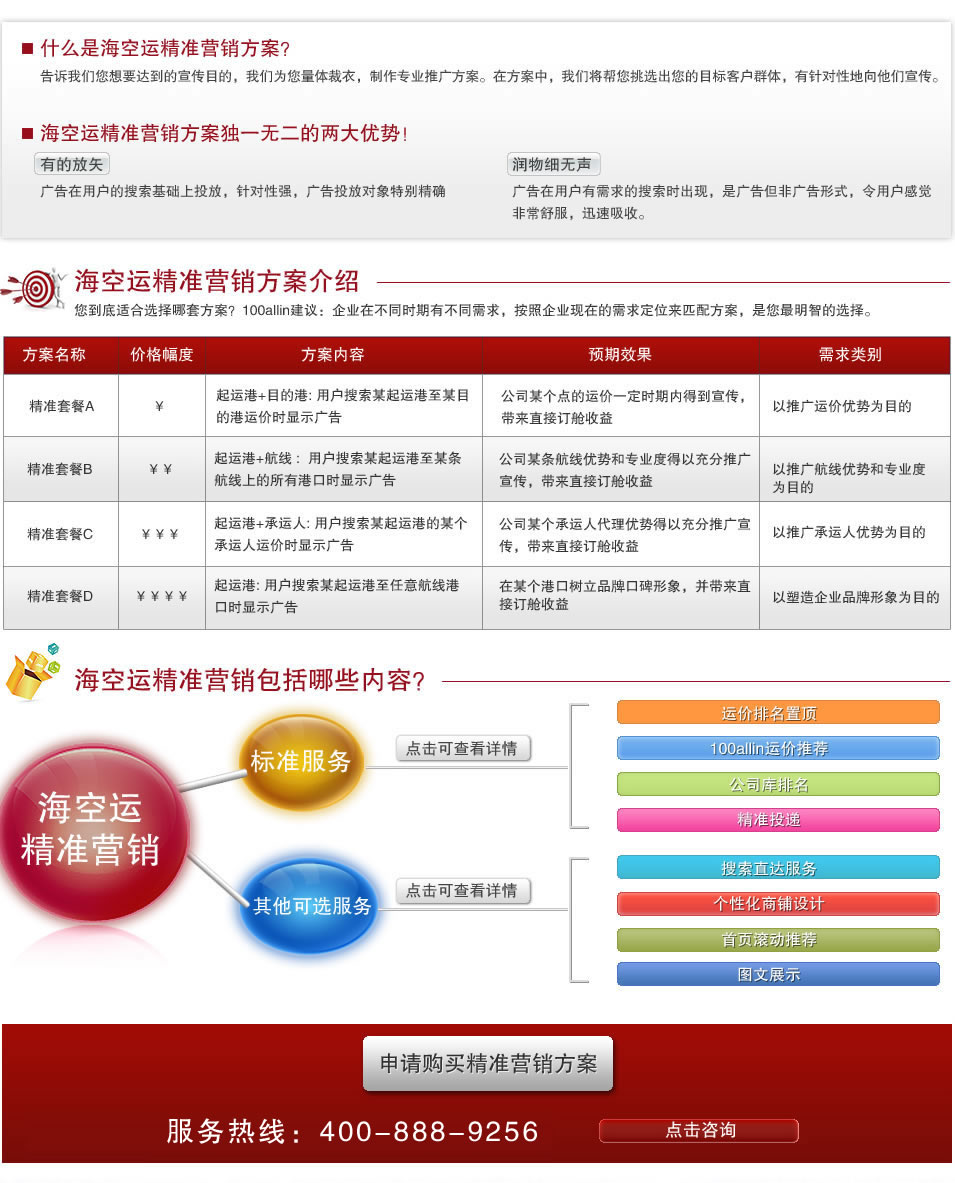 什么是海空运精准营销方案?
告诉我们您想要达到的宣传目的，我们为您量体裁衣，制作专业推广方案。在方案中，我们将帮您挑选出您的目标客户群体，有针对性地向他们宣传。
海空运精准营销方案独一无二的两大优势!
有的放矢
广告在用户的搜索基础上投放，针对性强，广告投放对象特别精确
润物细无声
广告在用户有需求的搜索时出现，是广告但非广告形式，令用户感觉
非常舒服，迅速吸收。
海空运精准营销方案介绍
您到底适合选择哪套方案? 100allin建议：企业在不同时期有不同需求，按照企业现在的需求定位来匹配方案，是您最明智的选择。
方案名称 价格幅度 方案内容 预期效果 需求类别
精准套餐A
¥
起运港+目的港: 用户搜索某起运港至某目
的港运价时显示广告
公司某个点的运价一定时期内得到宣传，
带来直接订舱收益
以推广运价优势为目的
精准套餐B
¥ ¥
起运港+航线： 用户搜索某起运港至某条
航线上的所有港口时显示广告
公司某条航线优势和专业度得以充分推广
宣传，带来直接订舱收益
以推广航线优势和专业度
为目的
精准套餐C
¥ ¥ ¥
起运港+承运人: 用户搜索某起运港的某个
承运人运价时显示广告
公司某个承运人代理优势得以充分推广宣
传，带来直接订舱收益
以推广承运人优势为目的
精准套餐D
¥ ¥ ¥ ¥
起运港: 用户搜索某起运港至任意航线港
口时显示广告
在某个港口树立品牌口碑形象，并带来直
接订舱收益
以塑造企业品牌形象为目的
海空运精准营销包括哪些内容?
海空运
精准营销
标准服务
点击可查看详情
运价排名置顶
100allin运价推荐
公司库排名
精准投递
其他可选服务
点击可查看详情
搜索直达服务
个性化商铺设计
首页滚动推荐
图文展示
申请购买精准营销方案
服务热线：400-888-9256
点击咨询